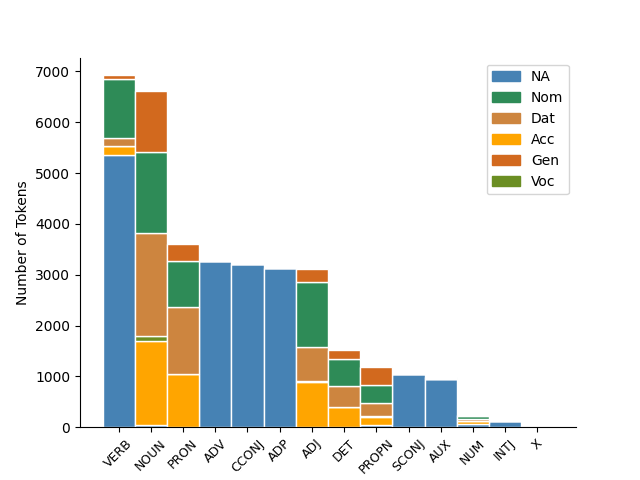 7000
6000
5000
4000
3000
2000
1000
0
Number of Tokens
NA
Nom
Dat
Acc
Gen
Voc
VERB
NOUN
PRON
ADV
CCONJ
ADP
ADJ
DET
PROPN
SCONJ
AUX
NUM
INTJ
X